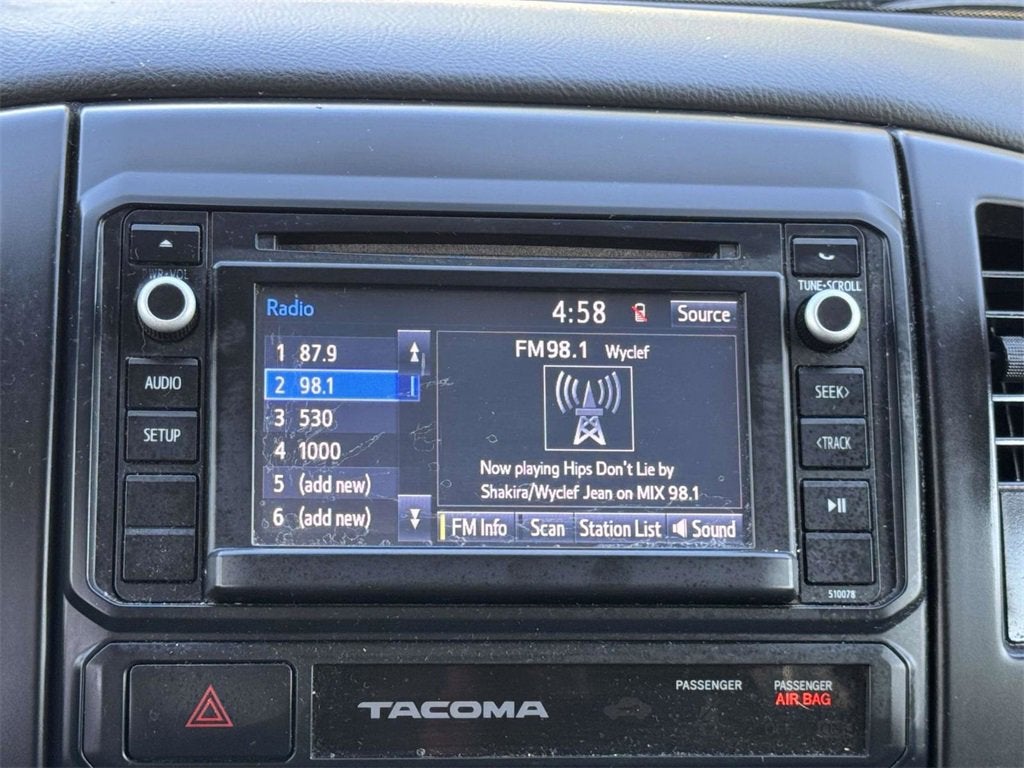 PWR•VOL
TUNE•SCROLL
Radio 4:58 Source
1 87.9
2 98.1
3 530
4 1000
5 (add new)
6 (add new)
FM98.1 Wyclef
Now playing Hips Don't Lie by
Shakira/Wyclef Jean on MIX 98.1
FM Info Scan Station List Sound
AUDIO
SETUP
SEEK>
<TRACK
510078
TACOMA
PASSENGER
PASSENGER
AIR BAG